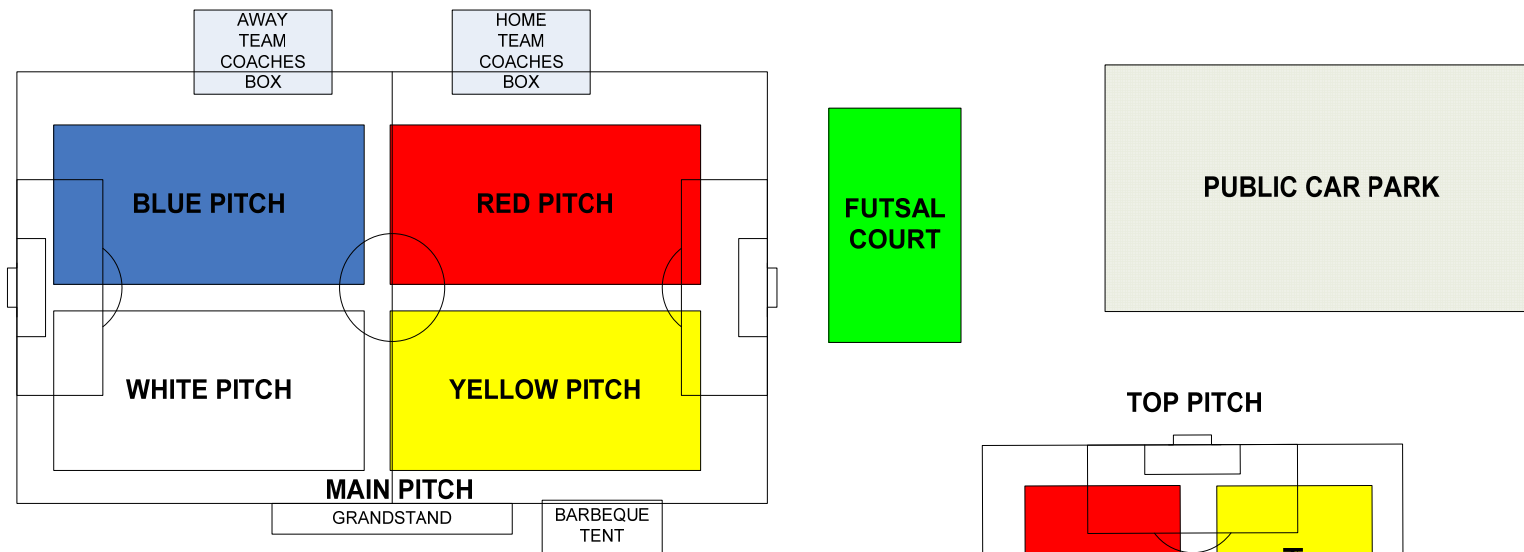 AWAY
TEAM
COACHES
BOX
HOME
TEAM
COACHES
BOX
BLUE PITCH
RED PITCH
FUTSAL
COURT
PUBLIC CAR PARK
WHITE PITCH
YELLOW PITCH
TOP PITCH
MAIN PITCH
GRANDSTAND
BARBEQUE
TENT